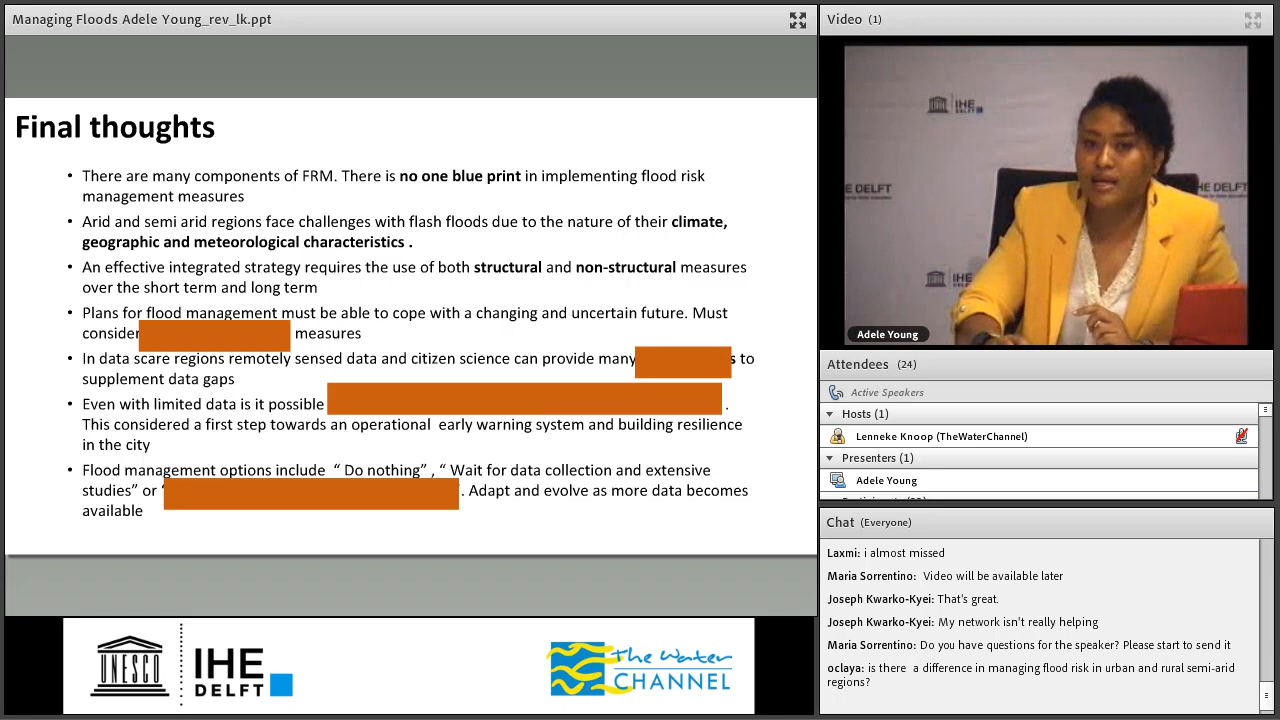 Managing Floods Adele Young_rev_lk.ppt
Final thoughts
• There are many components of FRM. There is no one blue print in implementing flood risk
management measures
• Arid and semi arid regions face challenges with flash floods due to the nature of their climate,
geographic and meteorological characteristics .
• An effective integrated strategy requires the use of both structural and non-structural measures
over the short term and long term
• Plans for flood management must be able to cope with a changing and uncertain future. Must
consider measures
• In data scare regions remotely sensed data and citizen science can provide many to
supplement data gaps
• Even with limited data is it possible .
This considered a first step towards an operational early warning system and building resilience
in the city
• Flood management options include “ Do nothing” , “ Wait for data collection and extensive
studies” or . Adapt and evolve as more data becomes
available
UNESCO
IHE
DELFT
The Water
CHANNEL
Video (1)
IHE
DELFT
IHE DELFT
IHE DELFT
IHE
Adele Young
Attendees (24)
Active Speakers
Hosts (1)
Lenneke Knoop (TheWaterChannel)
Presenters (1)
Adele Young
Chat (Everyone)
Laxmi: i almost missed
Maria Sorrentino: Video will be available later
Joseph Kwarko-Kyei: That's great.
Joseph Kwarko-Kyei: My network isn't really helping
Maria Sorrentino: Do you have questions for the speaker? Please start to send it
oclaya: is there a difference in managing flood risk in urban and rural semi-arid
regions?